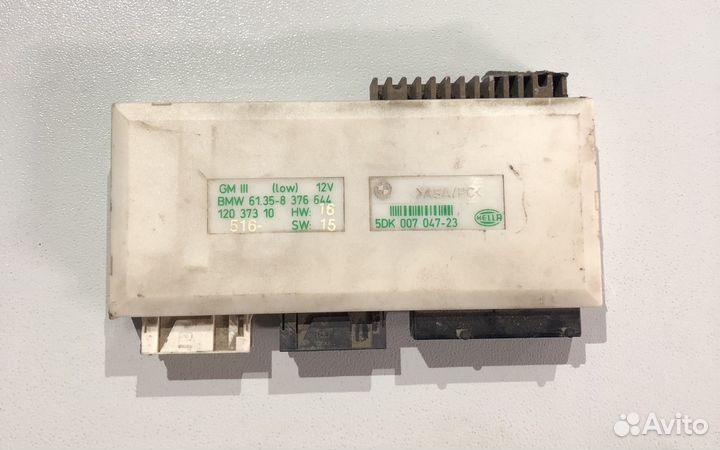 GM III (low) 12V
BMW 61.35-8 376 644
120 373 10 HW: 16
516- SW: 15
5DK 007 047-23
HELLA
Avito